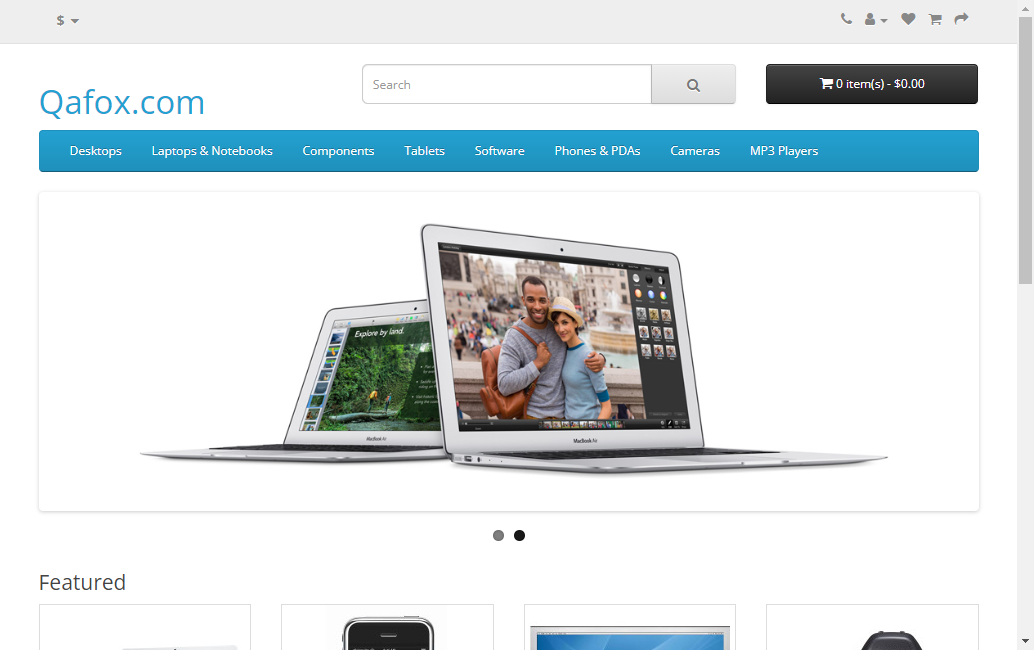 $
Qafox.com
Search
0 item(s) - $0.00
Desktops
Laptops & Notebooks
Components
Tablets
Software
Phones & PDAs
Cameras
MP3 Players
Explore by land.
MacBook Air
MacBook Air
Featured